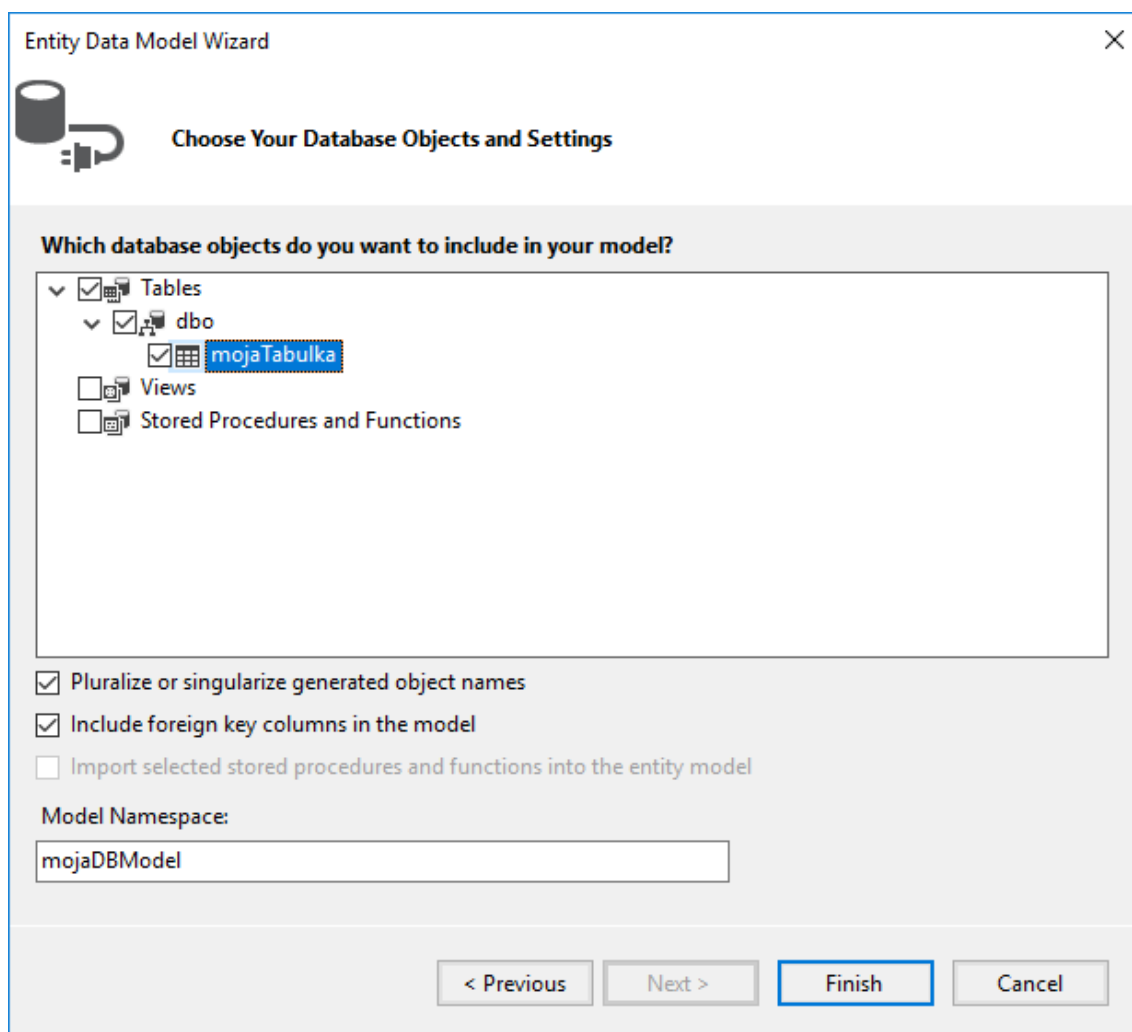 Entity Data Model Wizard
Choose Your Database Objects and Settings
Which database objects do you want to include in your model?
Tables
dbo
mojaTabulka
Views
Stored Procedures and Functions
Pluralize or singularize generated object names
Include foreign key columns in the model
Import selected stored procedures and functions into the entity model
Model Namespace:
mojaDBModel
< Previous Next > Finish Cancel